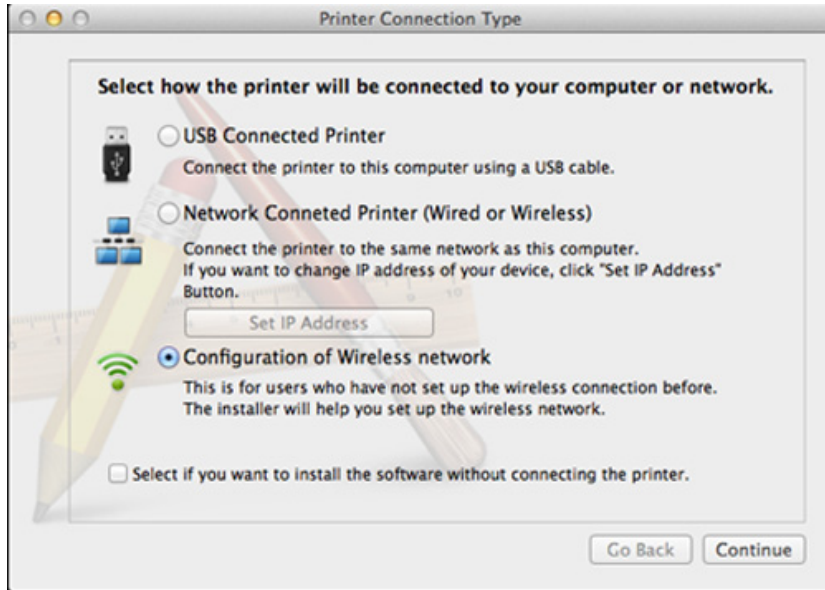 Printer Connection Type
Select how the printer will be connected to your computer or network.
USB Connected Printer
Connect the printer to this computer using a USB cable.
Network Conneted Printer (Wired or Wireless)
Connect the printer to the same network as this computer.
If you want to change IP address of your device, click "Set IP Address"
Button.
Set IP Address
Configuration of Wireless network
This is for users who have not set up the wireless connection before.
The installer will help you set up the wireless network.
Select if you want to install the software without connecting the printer.
Go Back
Continue